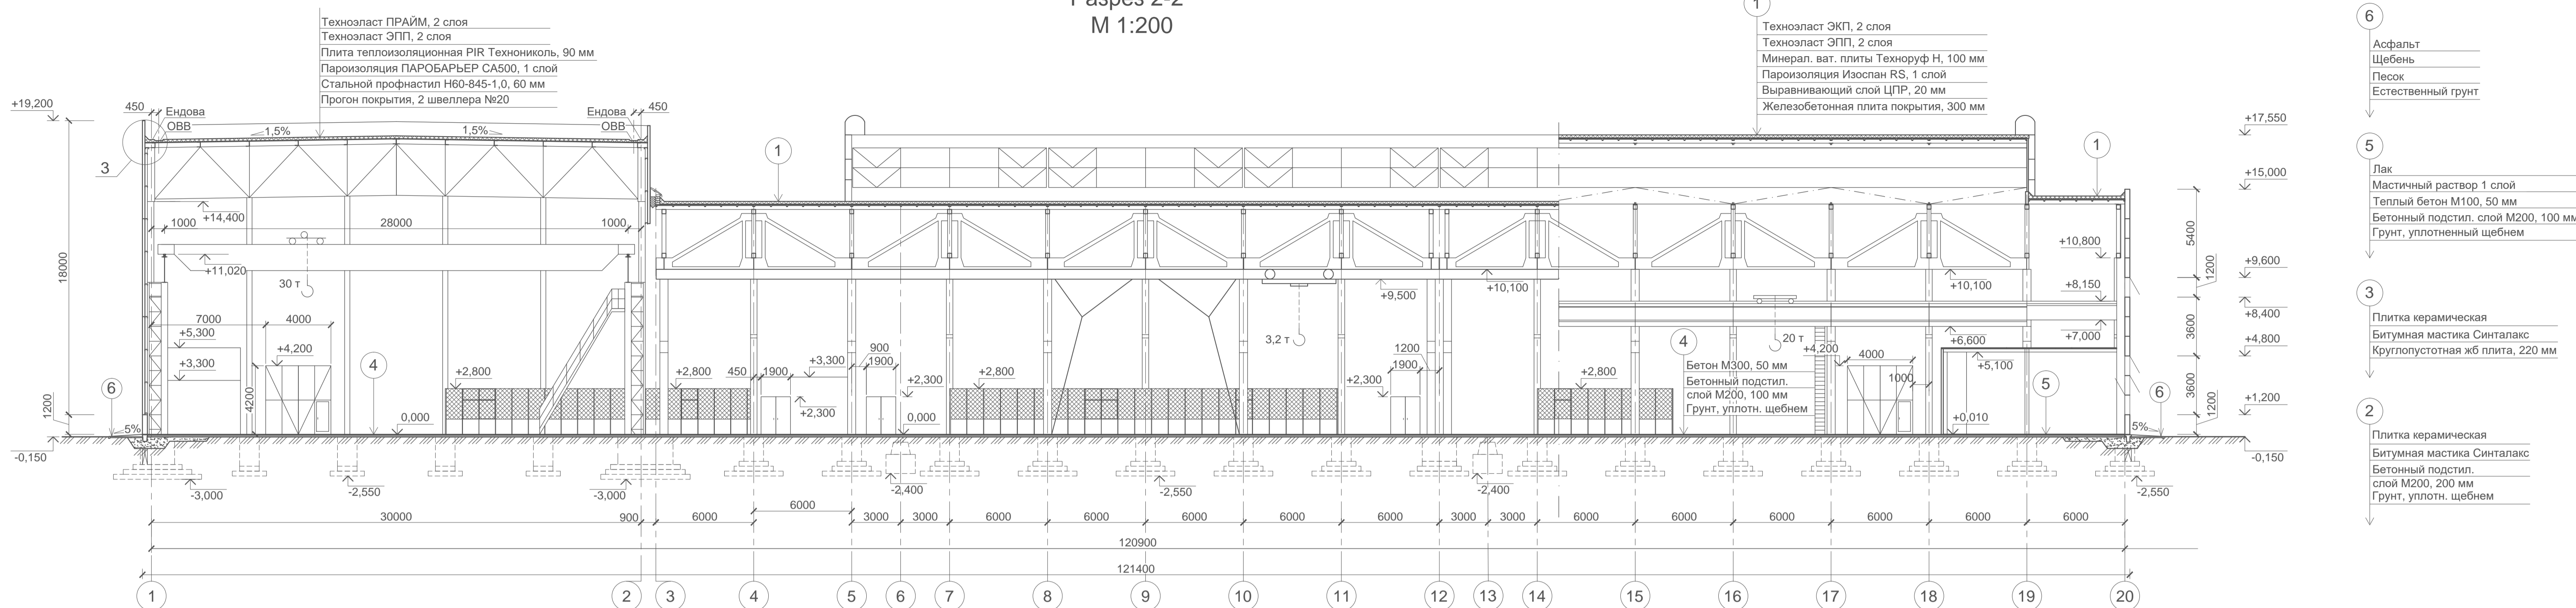 Разрез 2-2
М 1:200
Техноэласт ПРАЙМ, 2 слоя
Техноэласт ЭПП, 2 слоя
Плита теплоизоляционная PIR Технониколь, 90 мм
Пароизоляция ПАРОБАРЬЕР СА500, 1 слой
Стальной профнастил Н60-845-1,0, 60 мм
Прогон покрытия, 2 швеллера №20
1
Техноэласт ЭКП, 2 слоя
Техноэласт ЭПП, 2 слоя
Минерал. ват. плиты Техноруф Н, 100 мм
Пароизоляция Изоспан RS, 1 слой
Выравнивающий слой ЦПР, 20 мм
Железобетонная плита покрытия, 300 мм
6
Асфальт
Щебень
Песок
Естественный грунт
5
Лак
Мастичный раствор 1 слой
Теплый бетон М100, 50 мм
Бетонный подстил. слой М200, 100 мм
Грунт, уплотненный щебнем
3
Плитка керамическая
Битумная мастика Синталакс
Круглопустотная жб плита, 220 мм
2
Плитка керамическая
Битумная мастика Синталакс
Бетонный подстил.
слой М200, 200 мм
Грунт, уплотн. щебнем
+19,200
450 Ендова
ОВВ
1,5%
1,5%
Ендова 450
ОВВ
3
1
1
+17,550
+15,000
+14,400
1000 28000 1000
+11,020
30 т
18000
7000 4000
+5,300
+3,300
+4,200
4200
4
1200
6
5%
-0,150
0,000
+2,800
+2,800
450 1900
+3,300
+2,300
900
1900
+2,300
0,000
+2,800
3,2 т
+9,500
+10,100
1200
1900
+2,300
+2,800
4
Бетон М300, 50 мм
Бетонный подстил.
слой М200, 100 мм
Грунт, уплотн. щебнем
20 т
+4,200
4000
1000
+10,100
+6,600
+5,100
+0,010
5
+10,800
+8,150
+7,000
5400
1200
3600
3600
1200
+9,600
+8,400
+4,800
+1,200
6
5%
-0,150
-3,000
-2,550
-3,000
-2,400
-2,550
-2,400
-2,550
30000 900 6000 6000 3000 3000 6000 6000 6000 6000 6000 3000 3000 6000 6000 6000 6000 6000 6000
120900
121400
1 2 3 4 5 6 7 8 9 10 11 12 13 14 15 16 17 18 19 20